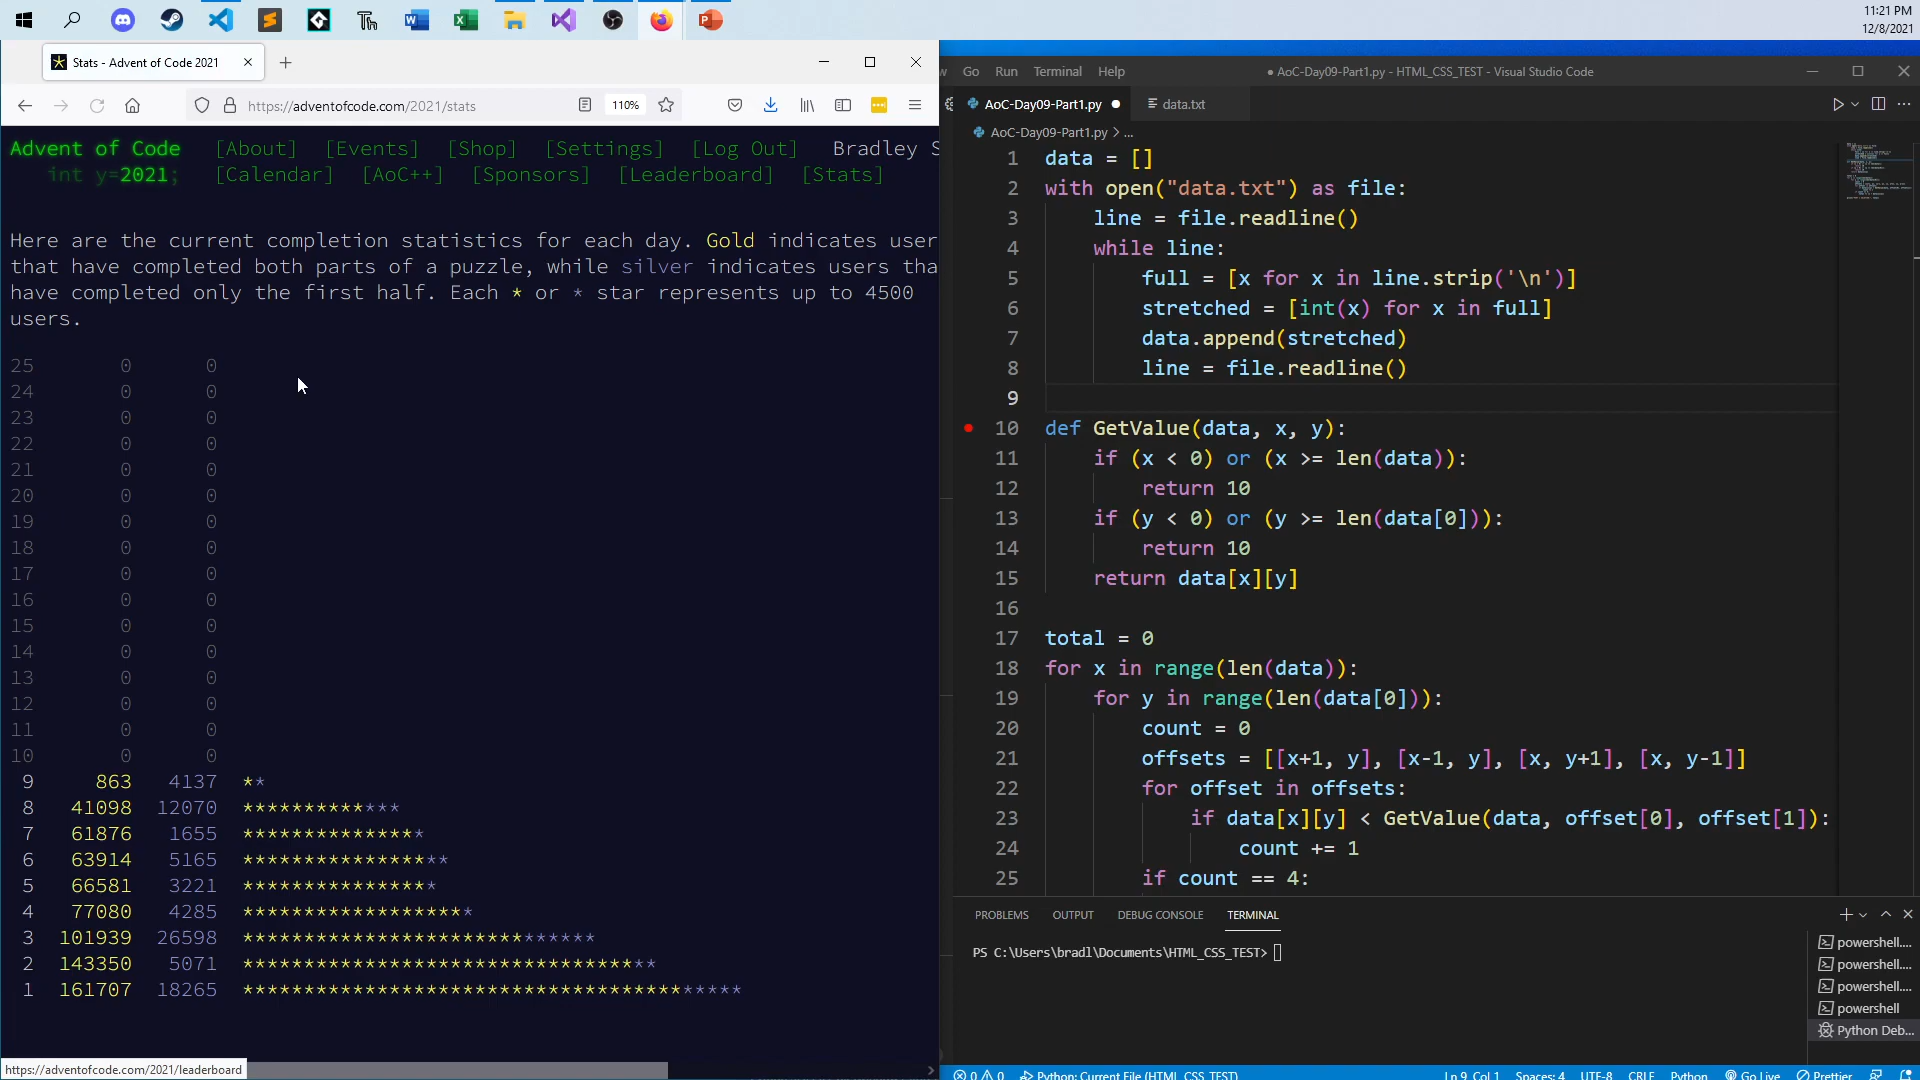 11:21 PM
12/8/2021
Stats - Advent of Code 2021
https://adventofcode.com/2021/stats
110%
Advent of Code [About] [Events] [Shop] [Settings] [Log Out] Bradley S
int y=2021; [Calendar] [AoC++] [Sponsors] [Leaderboard] [Stats]
Here are the current completion statistics for each day. Gold indicates user
that have completed both parts of a puzzle, while silver indicates users tha
have completed only the first half. Each * or * star represents up to 4500
users.
25 0 0
24 0 0
23 0 0
22 0 0
21 0 0
20 0 0
19 0 0
18 0 0
17 0 0
16 0 0
15 0 0
14 0 0
13 0 0
12 0 0
11 0 0
10 0 0
9 863 4137 **
8 41098 12070 *************
7 61876 1655 ***************
6 63914 5165 *****************
5 66581 3221 ****************
4 77080 4285 *******************
3 101939 26598 *****************************
2 143350 5071 **********************************
1 161707 18265 *****************************************
https://adventofcode.com/2021/leaderboard
w Go Run Terminal Help
● AoC-Day09-Part1.py - HTML_CSS_TEST - Visual Studio Code
AoC-Day09-Part1.py ● data.txt
AoC-Day09-Part1.py > ...
1 data = []
2 with open("data.txt") as file:
3 line = file.readline()
4 while line:
5 full = [x for x in line.strip('\n')]
6 stretched = [int(x) for x in full]
7 data.append(stretched)
8 line = file.readline()
9
10 def GetValue(data, x, y):
11 if (x < 0) or (x >= len(data)):
12 return 10
13 if (y < 0) or (y >= len(data[0])):
14 return 10
15 return data[x][y]
16
17 total = 0
18 for x in range(len(data)):
19 for y in range(len(data[0])):
20 count = 0
21 offsets = [[x+1, y], [x-1, y], [x, y+1], [x, y-1]]
22 for offset in offsets:
23 if data[x][y] < GetValue(data, offset[0], offset[1]):
24 count += 1
25 if count == 4:
PROBLEMS OUTPUT DEBUG CONSOLE TERMINAL
PS C:\Users\bradl\Documents\HTML_CSS_TEST>
powershell...
powershell...
powershell...
powershell
Python Deb...
0 0 Python: Current File (HTML_CSS_TEST) Ln 9, Col 1 Spaces: 4 UTF-8 CRLF Python Go Live Prettier